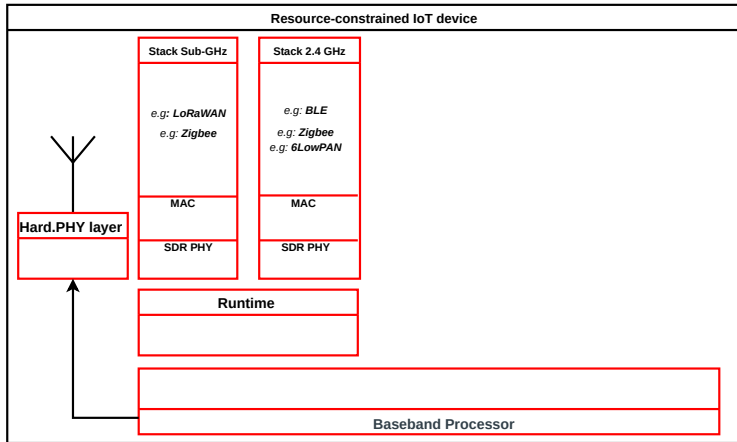 Resource-constrained IoT device
Stack Sub-GHz
e.g: LoRaWAN
e.g: Zigbee
MAC
SDR PHY
Stack 2.4 GHz
e.g: BLE
e.g: Zigbee
e.g: 6LowPAN
MAC
SDR PHY
Hard.PHY layer
Runtime
Baseband Processor